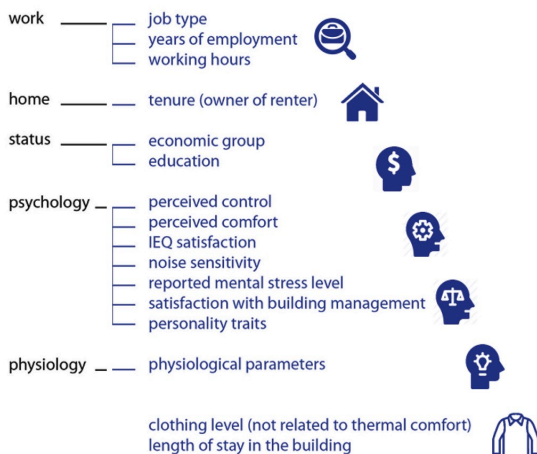 work job type
years of employment
working hours
home tenure (owner of renter)
status economic group
education
$
psychology perceived control
perceived comfort
IEQ satisfaction
noise sensitivity
reported mental stress level
satisfaction with building management
personality traits
physiology physiological parameters
clothing level (not related to thermal comfort)
length of stay in the building